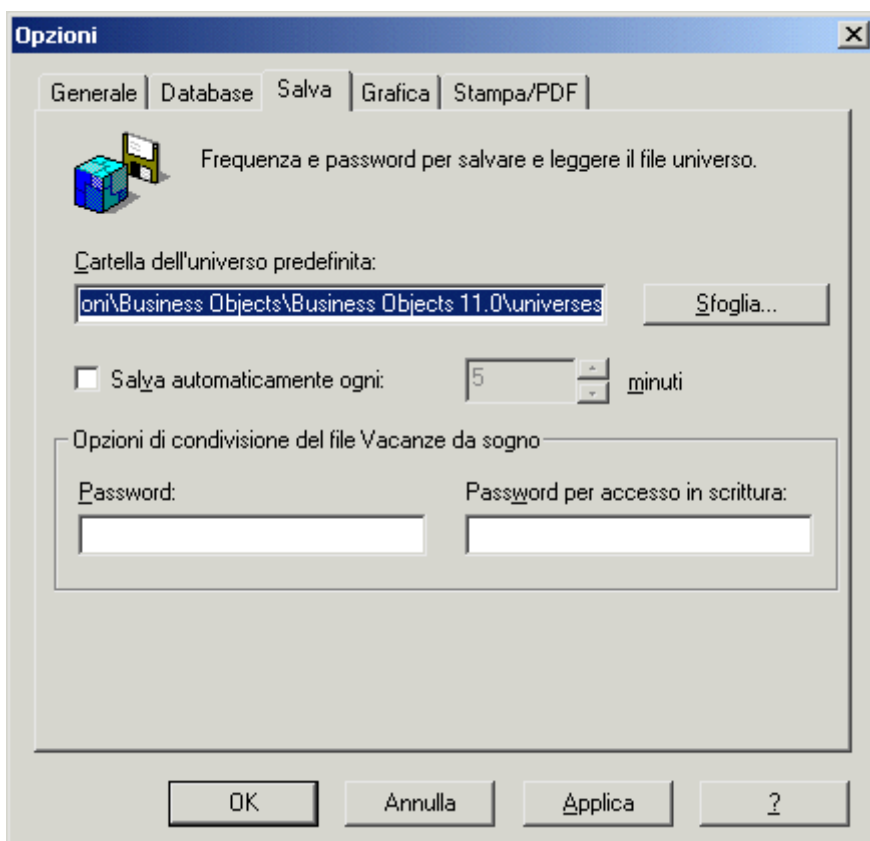 Opzioni
Generale Database Salva Grafica Stampa/PDF
Frequenza e password per salvare e leggere il file universo.
Cartella dell'universo predefinita:
oni\Business Objects\Business Objects 11.0\universes Sfoglia...
Salva automaticamente ogni: 5 minuti
Opzioni di condivisione del file Vacanze da sogno
Password: Password per accesso in scrittura:
OK Annulla Applica ?